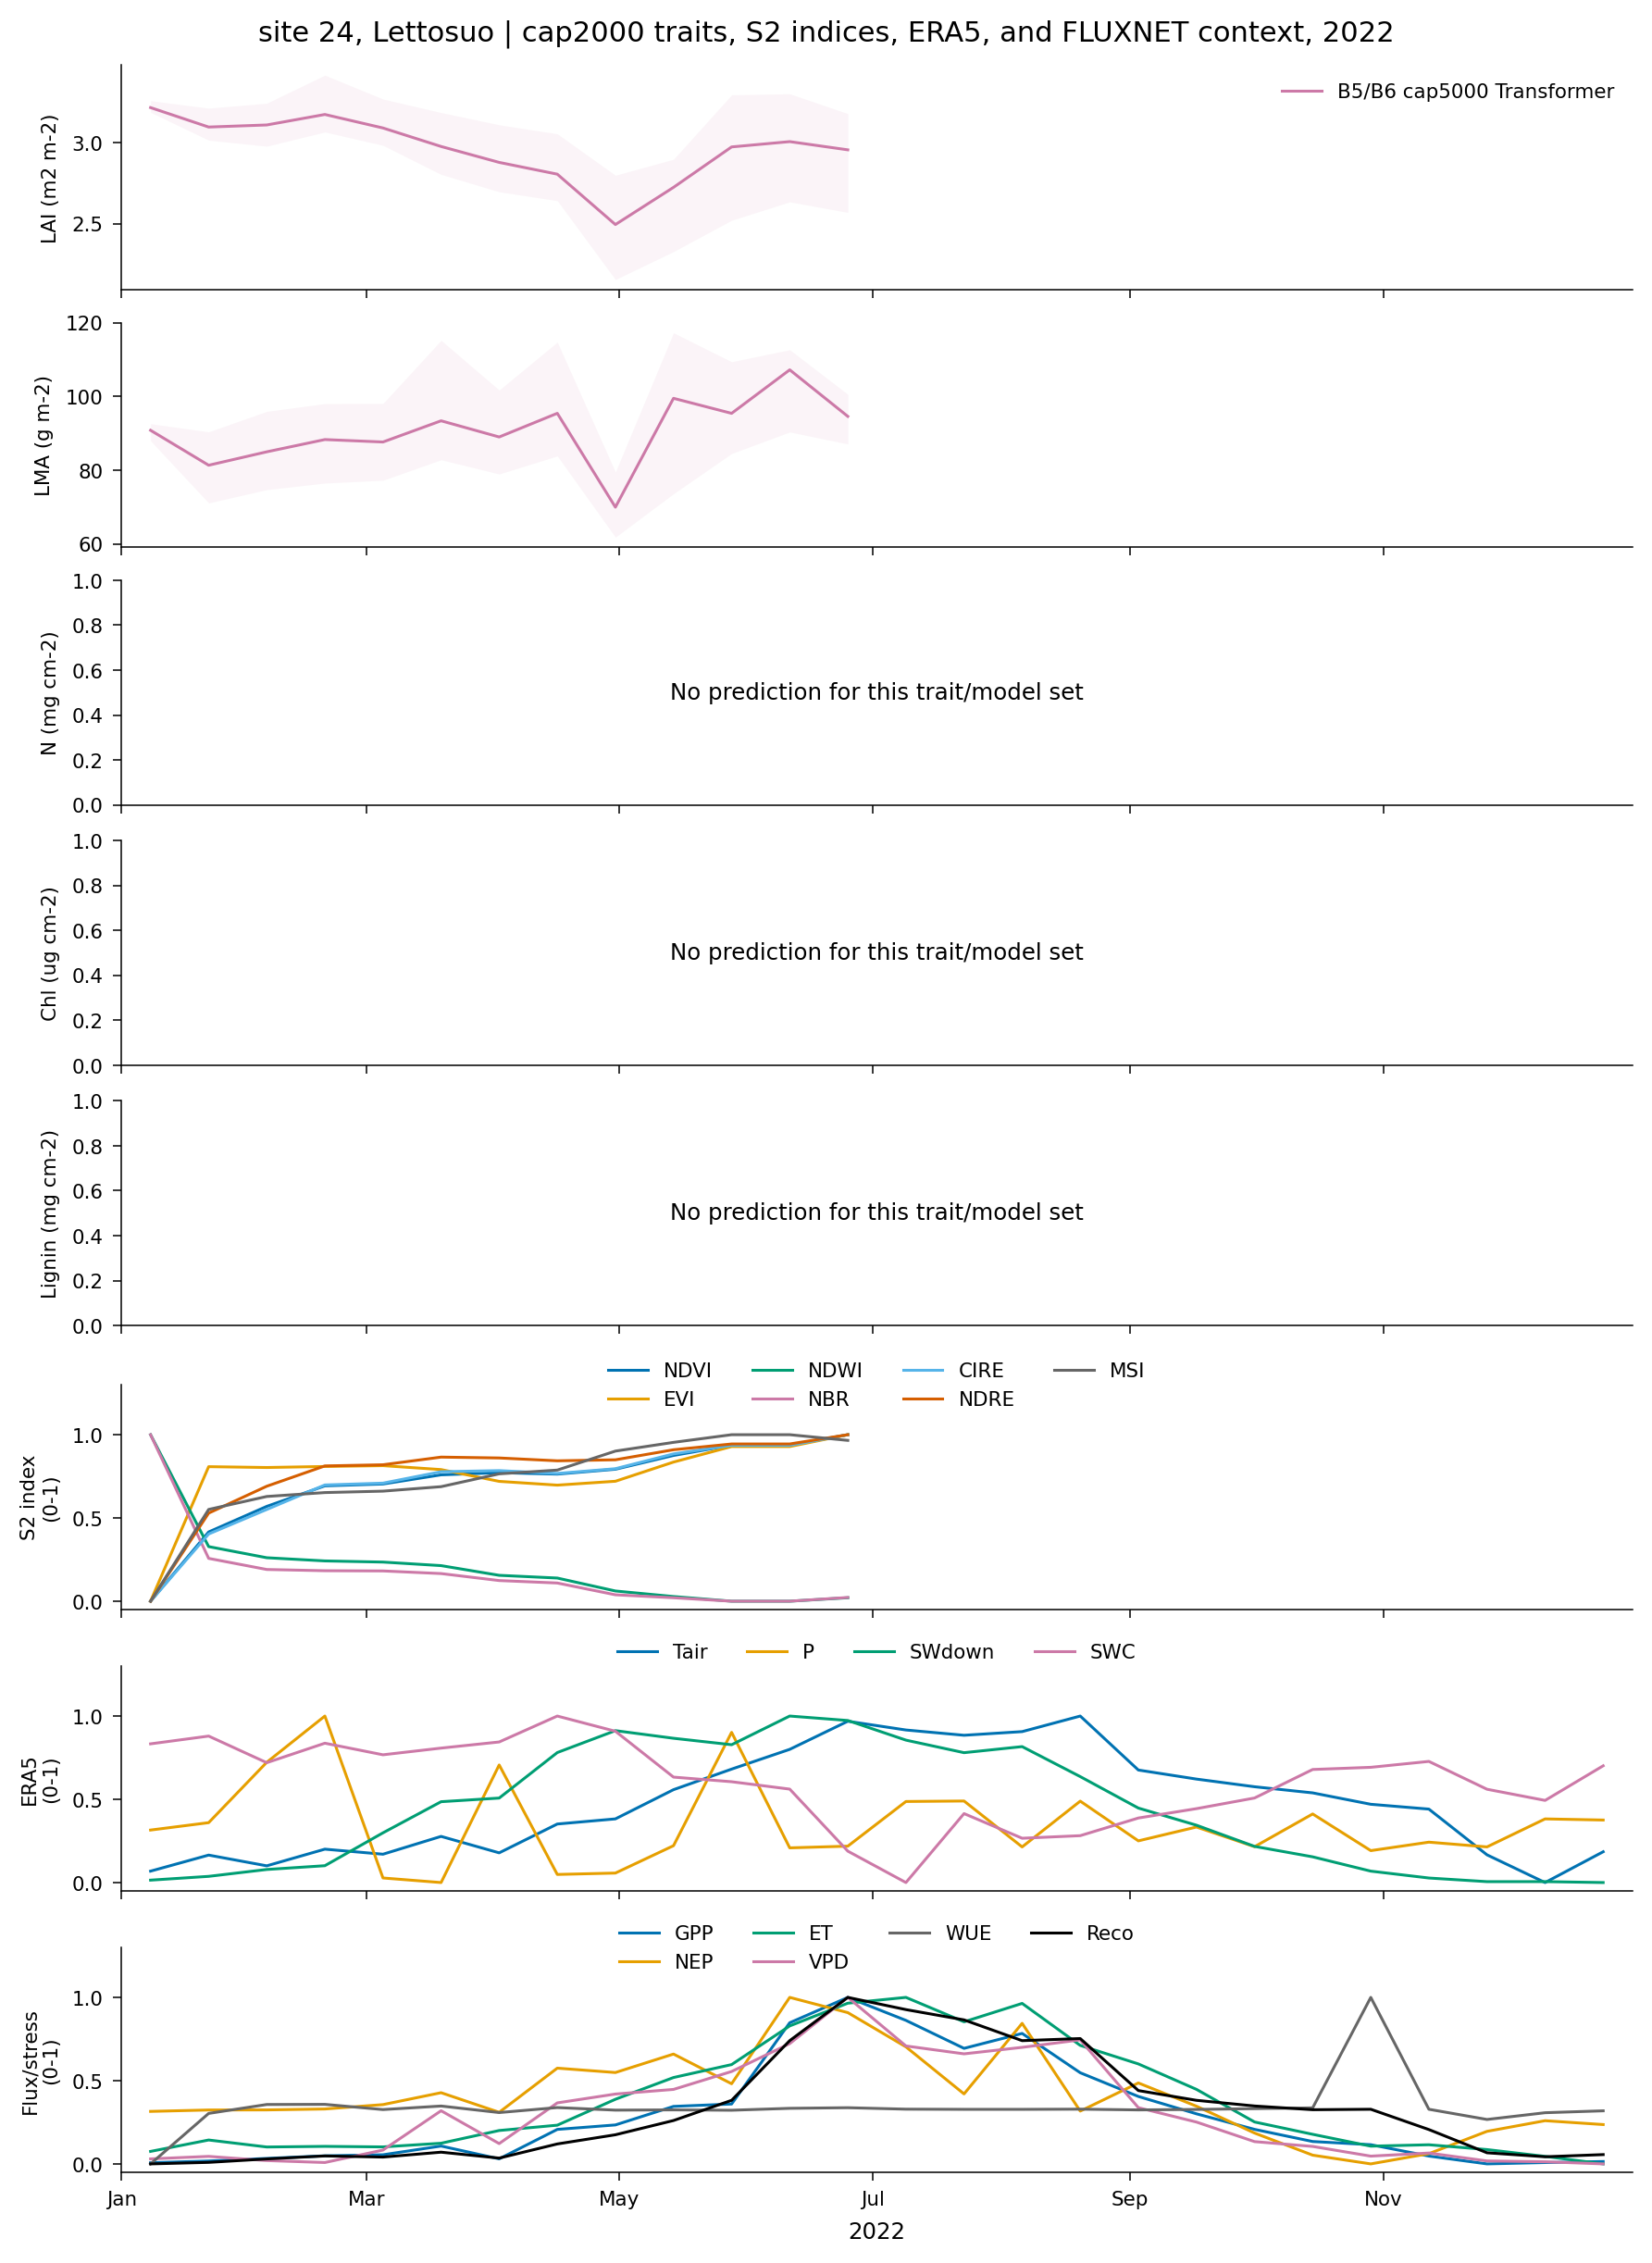 site 24, Lettosuo | cap2000 traits, S2 indices, ERA5, and FLUXNET context, 2022
B5/B6 cap5000 Transformer
LAI (m2 m-2)
3.0
2.5
LMA (g m-2)
120
100
80
60
N (mg cm-2)
1.0
0.8
0.6
0.4
0.2
0.0
No prediction for this trait/model set
Chl (ug cm-2)
1.0
0.8
0.6
0.4
0.2
0.0
No prediction for this trait/model set
Lignin (mg cm-2)
1.0
0.8
0.6
0.4
0.2
0.0
No prediction for this trait/model set
NDVI NDWI CIRE MSI
EVI NBR NDRE
S2 index
(0-1)
1.0
0.5
0.0
Tair P SWdown SWC
ERA5
(0-1)
1.0
0.5
0.0
GPP ET WUE Reco
NEP VPD
Flux/stress
(0-1)
1.0
0.5
0.0
Jan Mar May Jul Sep Nov
2022